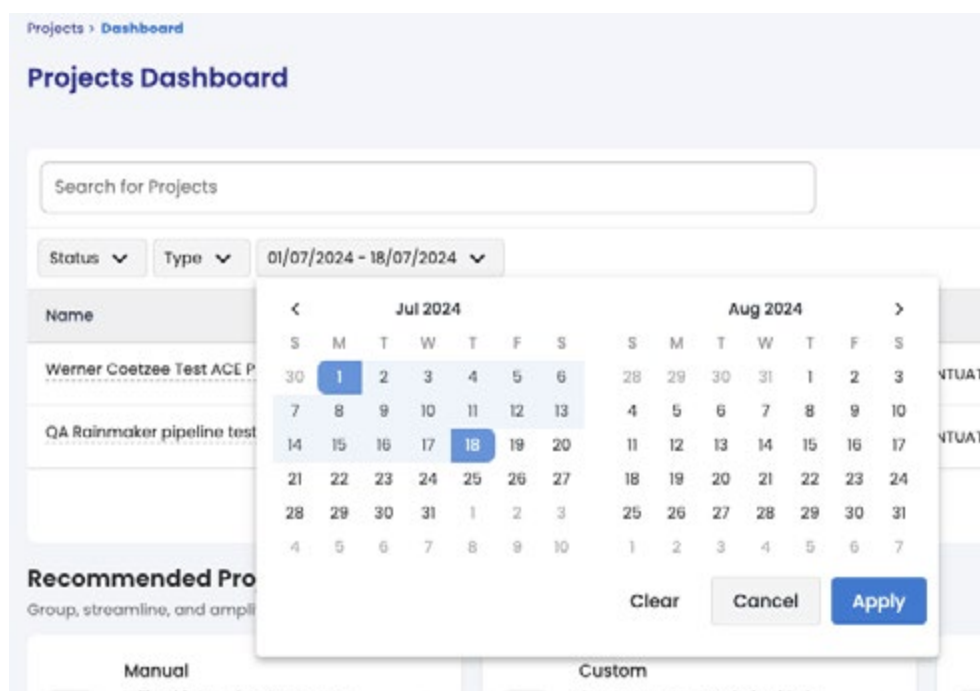 Projects > Dashboard
Projects Dashboard
Search for Projects
Status Type 01/07/2024 - 18/07/2024
Name
Jul 2024 Aug 2024
S M T W T F S S M T W T F S
Werner Coetzee Test ACE P
30 1 2 3 4 5 6 28 29 30 31 1 2 3
NTUAT
7 8 9 10 11 12 13 4 5 6 7 8 9 10
QA Rainmaker pipeline test
14 15 16 17 18 19 20 11 12 13 14 15 16 17
NTUAT
21 22 23 24 25 26 27 18 19 20 21 22 23 24
28 29 30 31 1 2 3 25 26 27 28 29 30 31
4 5 6 7 8 9 10 1 2 3 4 5 6 7
Recommended Pro
Clear Cancel Apply
Group, streamline, and ampli
Manual Custom